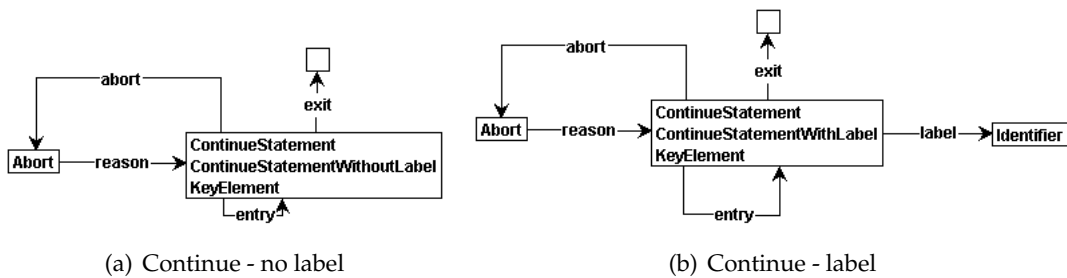 abort
exit
Abort
reason
ContinueStatement
ContinueStatementWithoutLabel
KeyElement
entry
(a) Continue - no label
abort
exit
Abort
reason
ContinueStatement
ContinueStatementWithLabel
KeyElement
label
Identifier
entry
(b) Continue - label